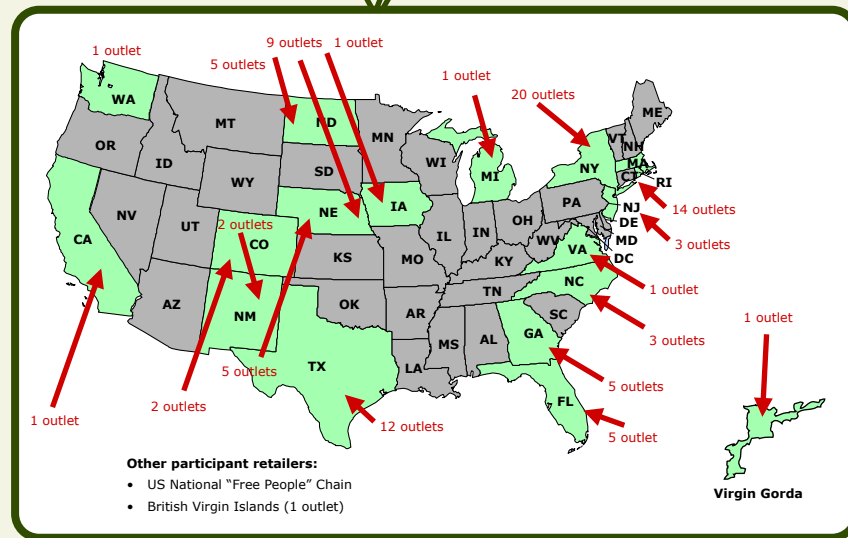 9 outlets
1 outlet
1 outlet
5 outlets
1 outlet
20 outlets
WA
MT
ND
MN
ME
VT
NH
OR
ID
WY
SD
WI
MI
NY
MA
CT
RI
NV
UT
CO
NE
IA
PA
NJ
14 outlets
DE
3 outlets
CA
2 outlets
KS
MO
IL
IN
OH
WV
VA
MD
DC
1 outlet
KY
NC
AZ
NM
OK
AR
TN
SC
3 outlets
1 outlet
TX
LA
MS
AL
GA
5 outlets
5 outlets
2 outlets
FL
1 outlet
12 outlets
5 outlet
Other participant retailers:
• US National “Free People” Chain
• British Virgin Islands (1 outlet)
Virgin Gorda